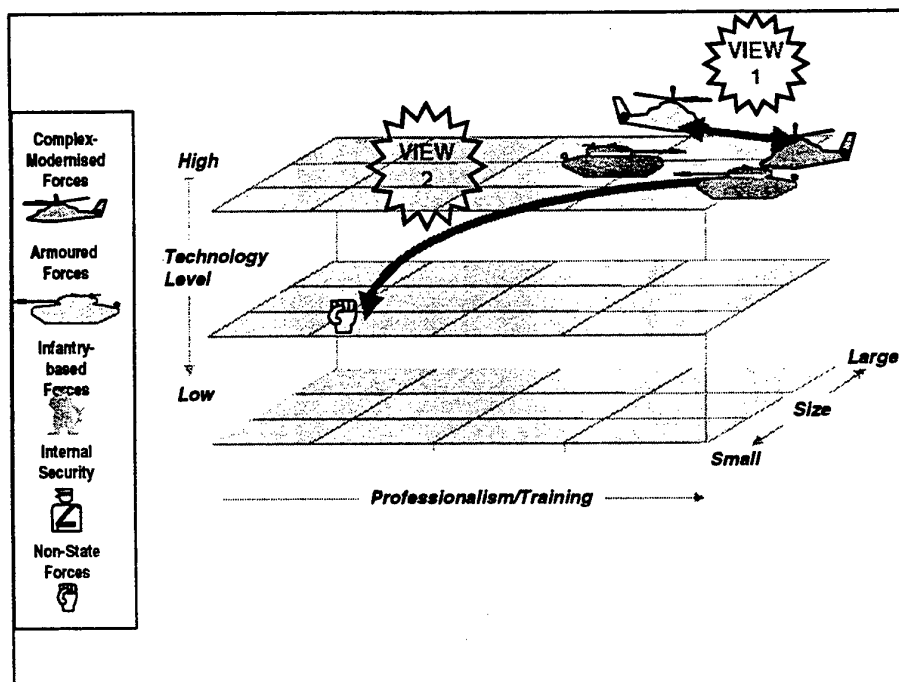 VIEW
1
VIEW
2
Complex-
Modernised
Forces
Armoured
Forces
Infantry-
based
Forces
Internal
Security
Z
Non-State
Forces
High
Technology
Level
Low
Large
Size
Small
Professionalism/Training